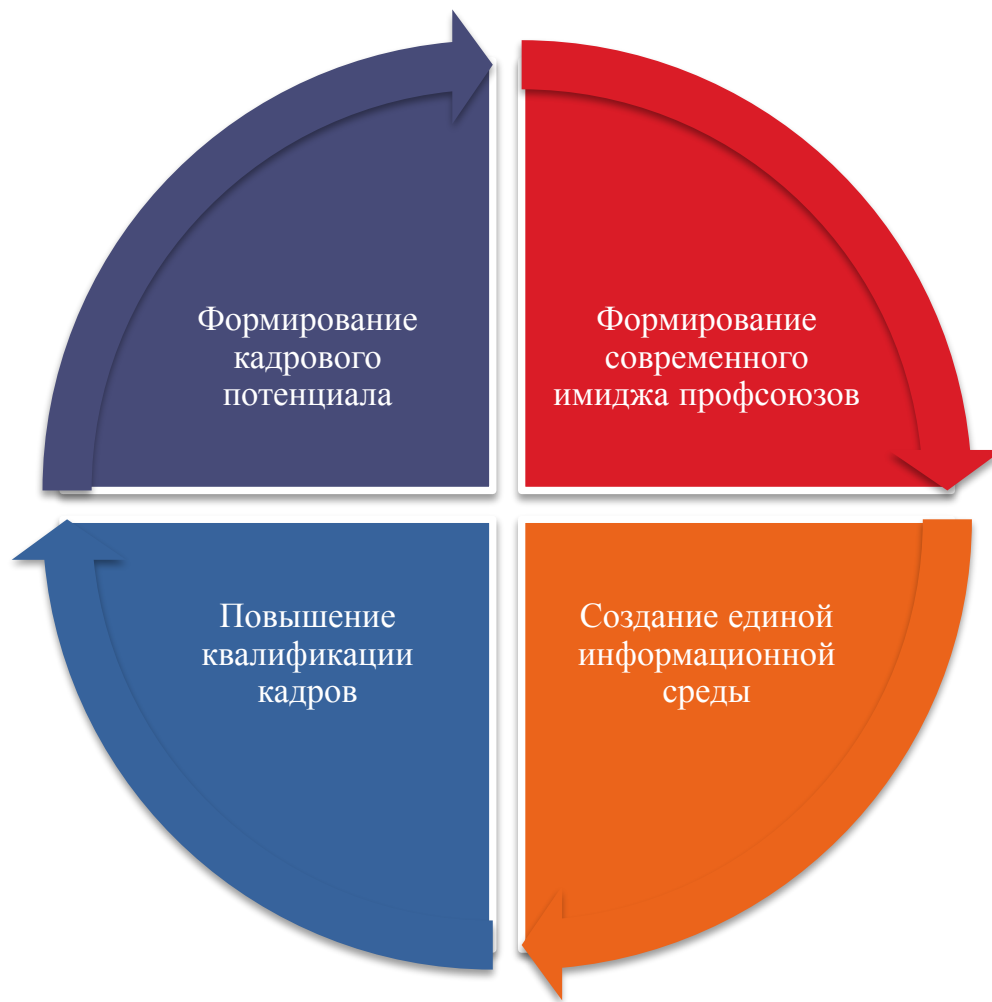 Формирование
кадрового
потенциала
Формирование
современного
имиджа профсоюзов
Повышение
квалификации
кадров
Создание единой
информационной
среды